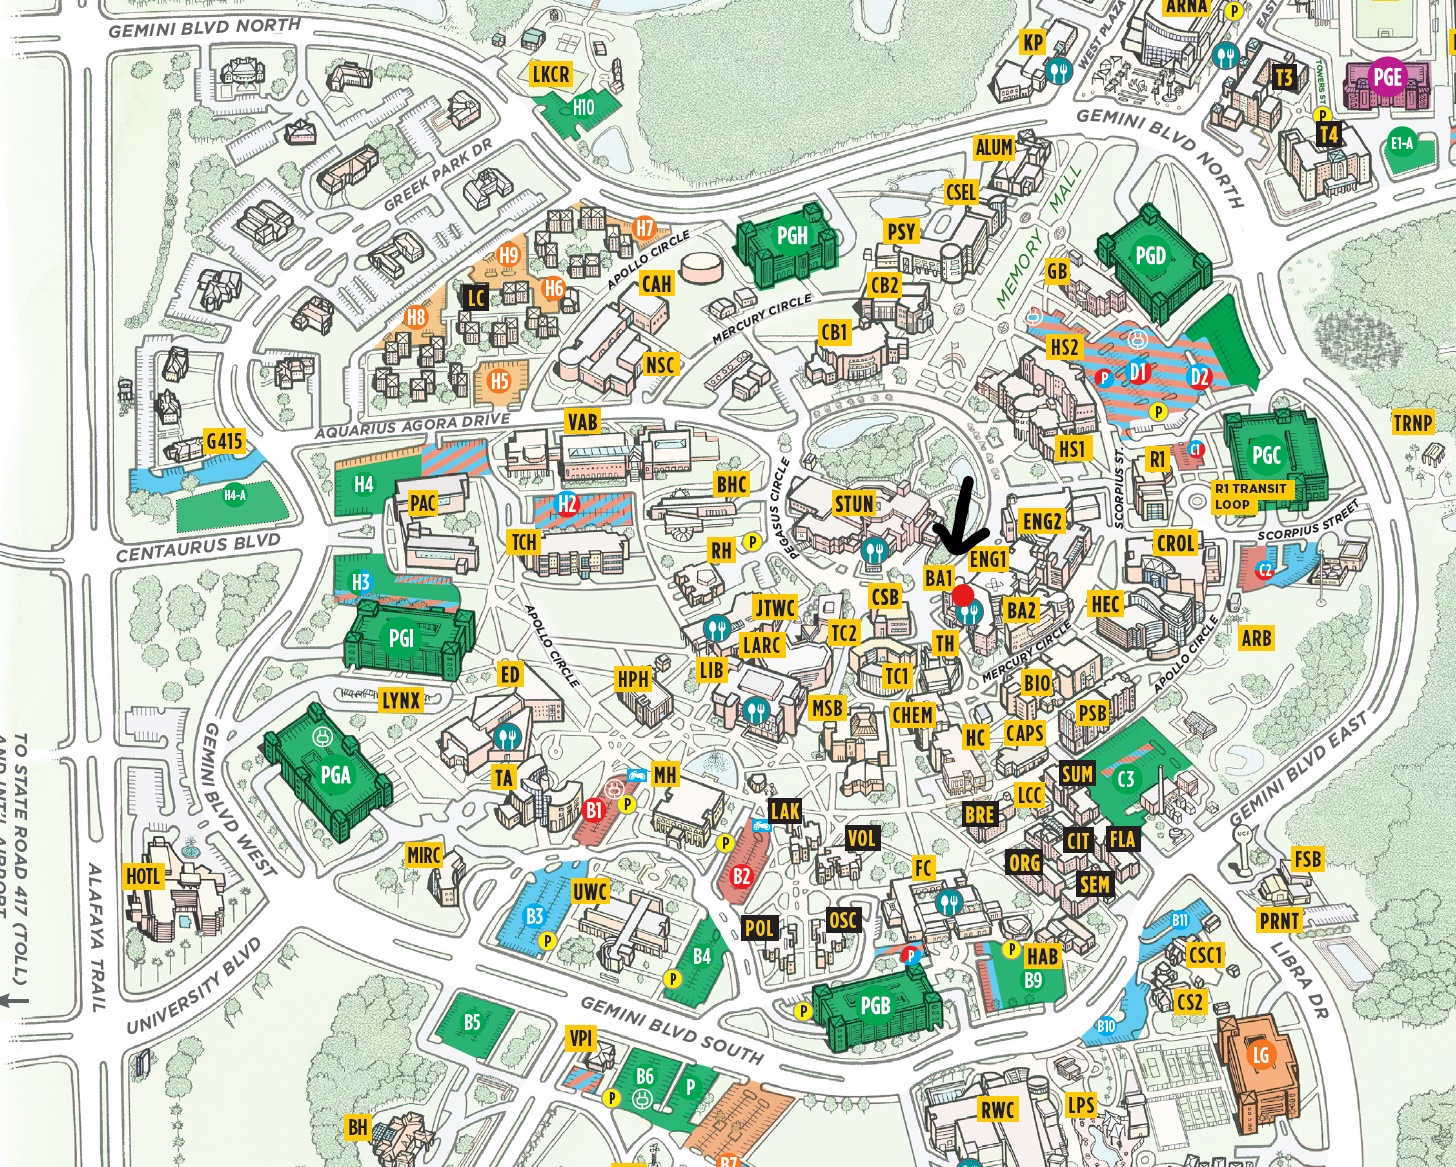 GEMINI BLVD NORTH
KP
WEST PLAZA
ARNA
P
EAST
T3
TOWERS ST
PGE
LKCR
H10
P
T4
E1-A
GEMINI BLVD NORTH
ALUM
GREEK PARK DR
CSEL
MEMORY MALL
H7
PGH
PSY
PGD
H9
APOLLO CIRCLE
CAH
GB
H6
LC
CB2
H8
MERCURY CIRCLE
CB1
HS2
NSC
H5
P
D1
D2
P
AQUARIUS AGORA DRIVE
VAB
G415
HS1
R1
C1
PGC
TRNP
H4
H4-A
PAC
H2
BHC
PEGASUS CIRCLE
STUN
SCORPIUS ST.
R1 TRANSIT
LOOP
SCORPIUS STREET
CENTAURUS BLVD
TCH
RH
P
ENG2
ENG1
CROL
H3
BA1
C2
JTWC
CSB
BA2
HEC
PGI
APOLLO CIRCLE
LARC
TC2
TH
MERCURY CIRCLE
APOLLO CIRCLE
ARB
ED
HPH
LIB
TC1
BIO
LYNX
MSB
CHEM
PSB
HC
CAPS
GEMINI BLVD WEST
PGA
TA
MH
SUM
C3
GEMINI BLVD EAST
B1
P
LCC
LAK
BRE
VOL
CIT
FLA
UCF
P
MIRC
ORG
FSB
HOTL
B2
FC
SEM
UWC
B3
P
PRNT
B11
POL
OSC
HAB
P
P
B4
P
B9
CSC1
LIBRA DR
TO STATE ROAD 417 (TOLL)
AND INT'L AIRPORT
ALAFAYA TRAIL
UNIVERSITY BLVD
CS2
PGB
P
B10
B5
GEMINI BLVD SOUTH
VPI
LG
B6
P
P
BH
RWC
LPS
B7